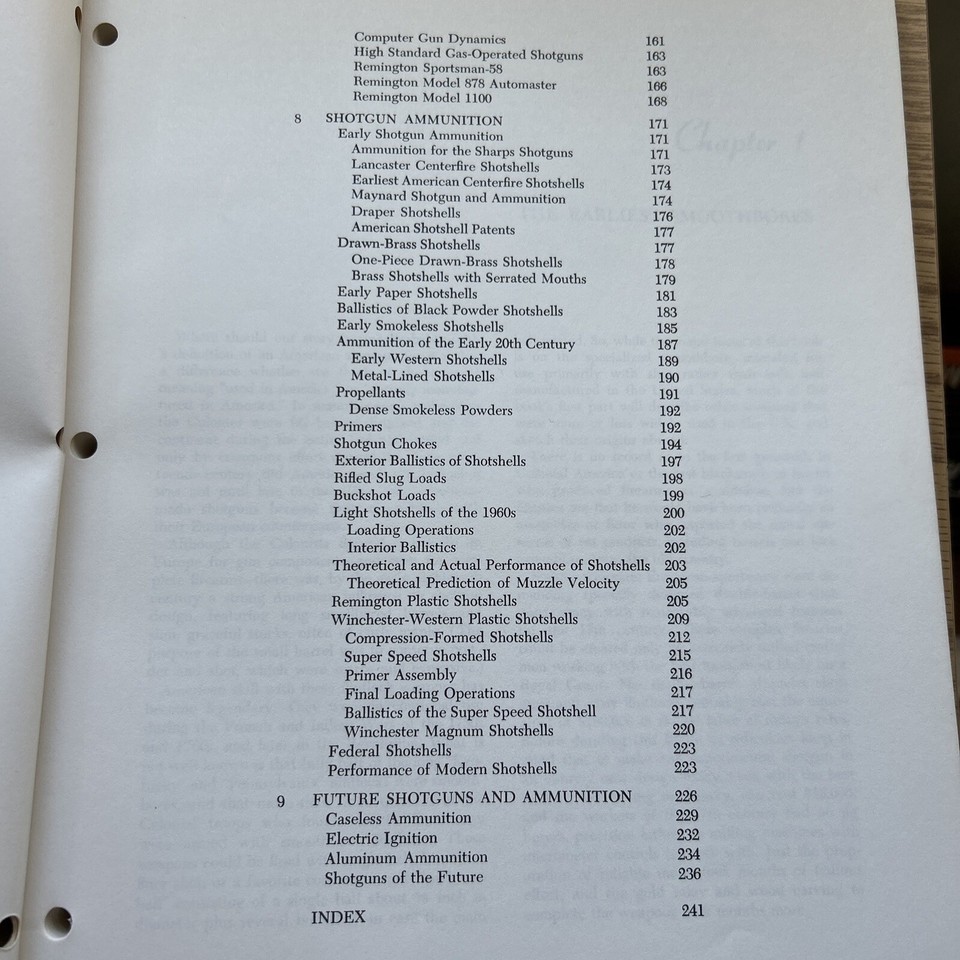 Computer Gun Dynamics 161
High Standard Gas-Operated Shotguns 163
Remington Sportsman-58 163
Remington Model 878 Automaster 166
Remington Model 1100 168
8 SHOTGUN AMMUNITION 171
Early Shotgun Ammunition 171
Ammunition for the Sharps Shotguns 171
Lancaster Centerfire Shotshells 173
Earliest American Centerfire Shotshells 174
Maynard Shotgun and Ammunition 174
Draper Shotshells 176
American Shotshell Patents 177
Drawn-Brass Shotshells 177
One-Piece Drawn-Brass Shotshells 178
Brass Shotshells with Serrated Mouths 179
Early Paper Shotshells 181
Ballistics of Black Powder Shotshells 183
Early Smokeless Shotshells 185
Ammunition of the Early 20th Century 187
Early Western Shotshells 189
Metal-Lined Shotshells 190
Propellants 191
Dense Smokeless Powders 192
Primers 192
Shotgun Chokes 194
Exterior Ballistics of Shotshells 197
Rifled Slug Loads 198
Buckshot Loads 199
Light Shotshells of the 1960s 200
Loading Operations 202
Interior Ballistics 202
Theoretical and Actual Performance of Shotshells 203
Theoretical Prediction of Muzzle Velocity 205
Remington Plastic Shotshells 205
Winchester-Western Plastic Shotshells 209
Compression-Formed Shotshells 212
Super Speed Shotshells 215
Primer Assembly 216
Final Loading Operations 217
Ballistics of the Super Speed Shotshell 217
Winchester Magnum Shotshells 220
Federal Shotshells 223
Performance of Modern Shotshells 223
9 FUTURE SHOTGUNS AND AMMUNITION 226
Caseless Ammunition 229
Electric Ignition 232
Aluminum Ammunition 234
Shotguns of the Future 236
INDEX 241